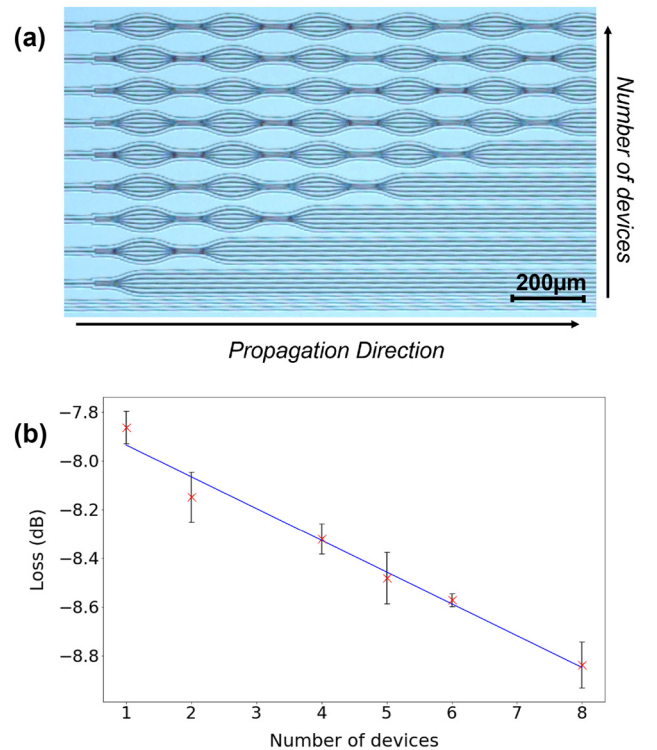 (a)
Number of devices
200μm
Propagation Direction
(b)
−7.8
−8.0
−8.2
−8.4
−8.6
−8.8
Loss (dB)
1 2 3 4 5 6 7 8
Number of devices